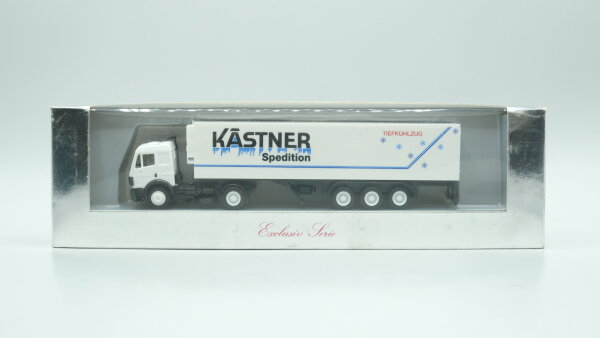 KÄSTNER
Spedition
TIEFKÜHLZUG
Exclusiv Serie